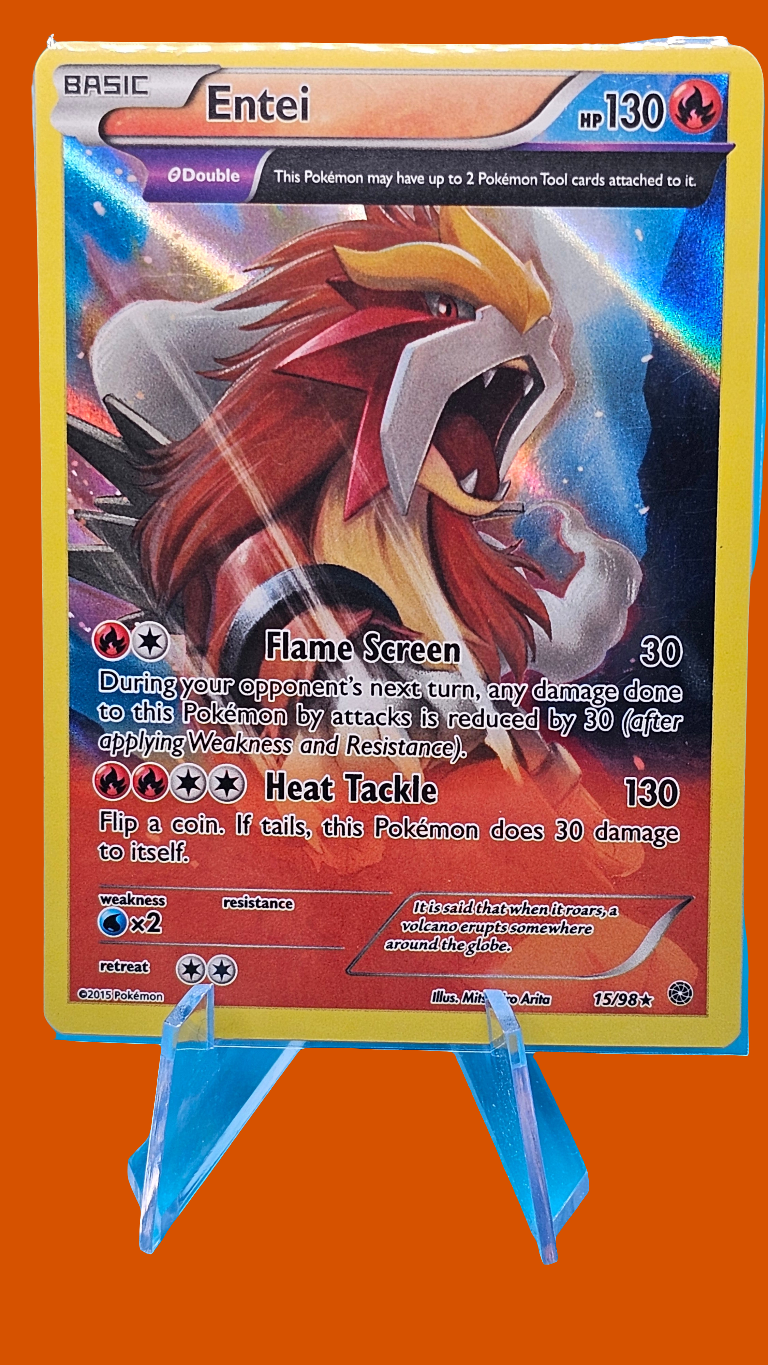 BASIC
Entei
HP130
θDouble
This Pokémon may have up to 2 Pokémon Tool cards attached to it.
Flame Screen 30
During your opponent's next turn, any damage done
to this Pokémon by attacks is reduced by 30 (after
applying Weakness and Resistance).
Heat Tackle 130
Flip a coin. If tails, this Pokémon does 30 damage
to itself.
weakness resistance
x2
It is said that when it roars, a
volcano erupts somewhere
around the globe.
retreat
©2015 Pokémon
Illus. Arita
15/98★